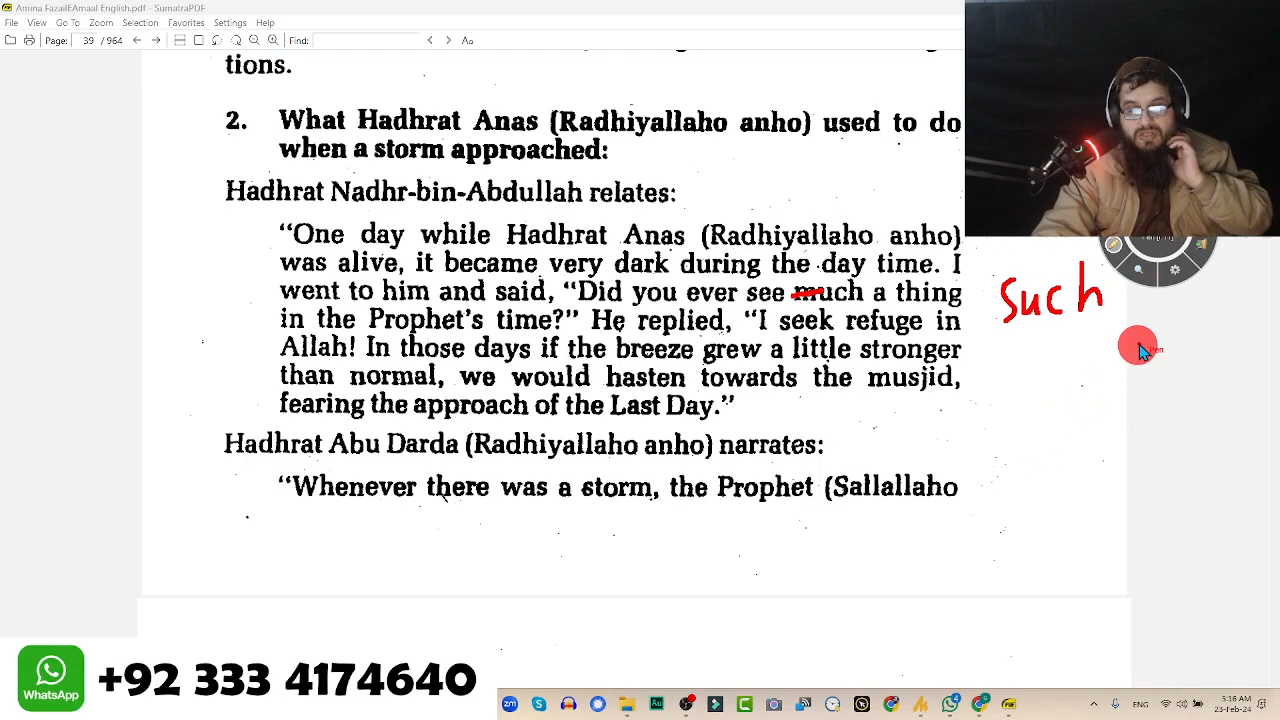 Amina FazailEAmaal English.pdf - SumatraPDF
File View Go To Zoom Selection Favorites Settings Help
Page: 39 / 964 Find: Aa
tions.
2. What Hadhrat Anas (Radhiyallaho anho) used to do
when a storm approached:
Hadhrat Nadhr-bin-Abdullah relates:
“One day while Hadhrat Anas (Radhiyallaho anho)
was alive, it became very dark during the day time. I
went to him and said, “Did you ever see much a thing
in the Prophet's time?” He replied, “I seek refuge in
Allah! In those days if the breeze grew a little stronger
than normal, we would hasten towards the musjid,
fearing the approach of the Last Day.”
Hadhrat Abu Darda (Radhiyallaho anho) narrates:
“Whenever there was a storm, the Prophet (Sallallaho
such
Pen
WhatsApp
+92 333 4174640
zm
Au
4
ENG
5:16 AM
23-Feb-24